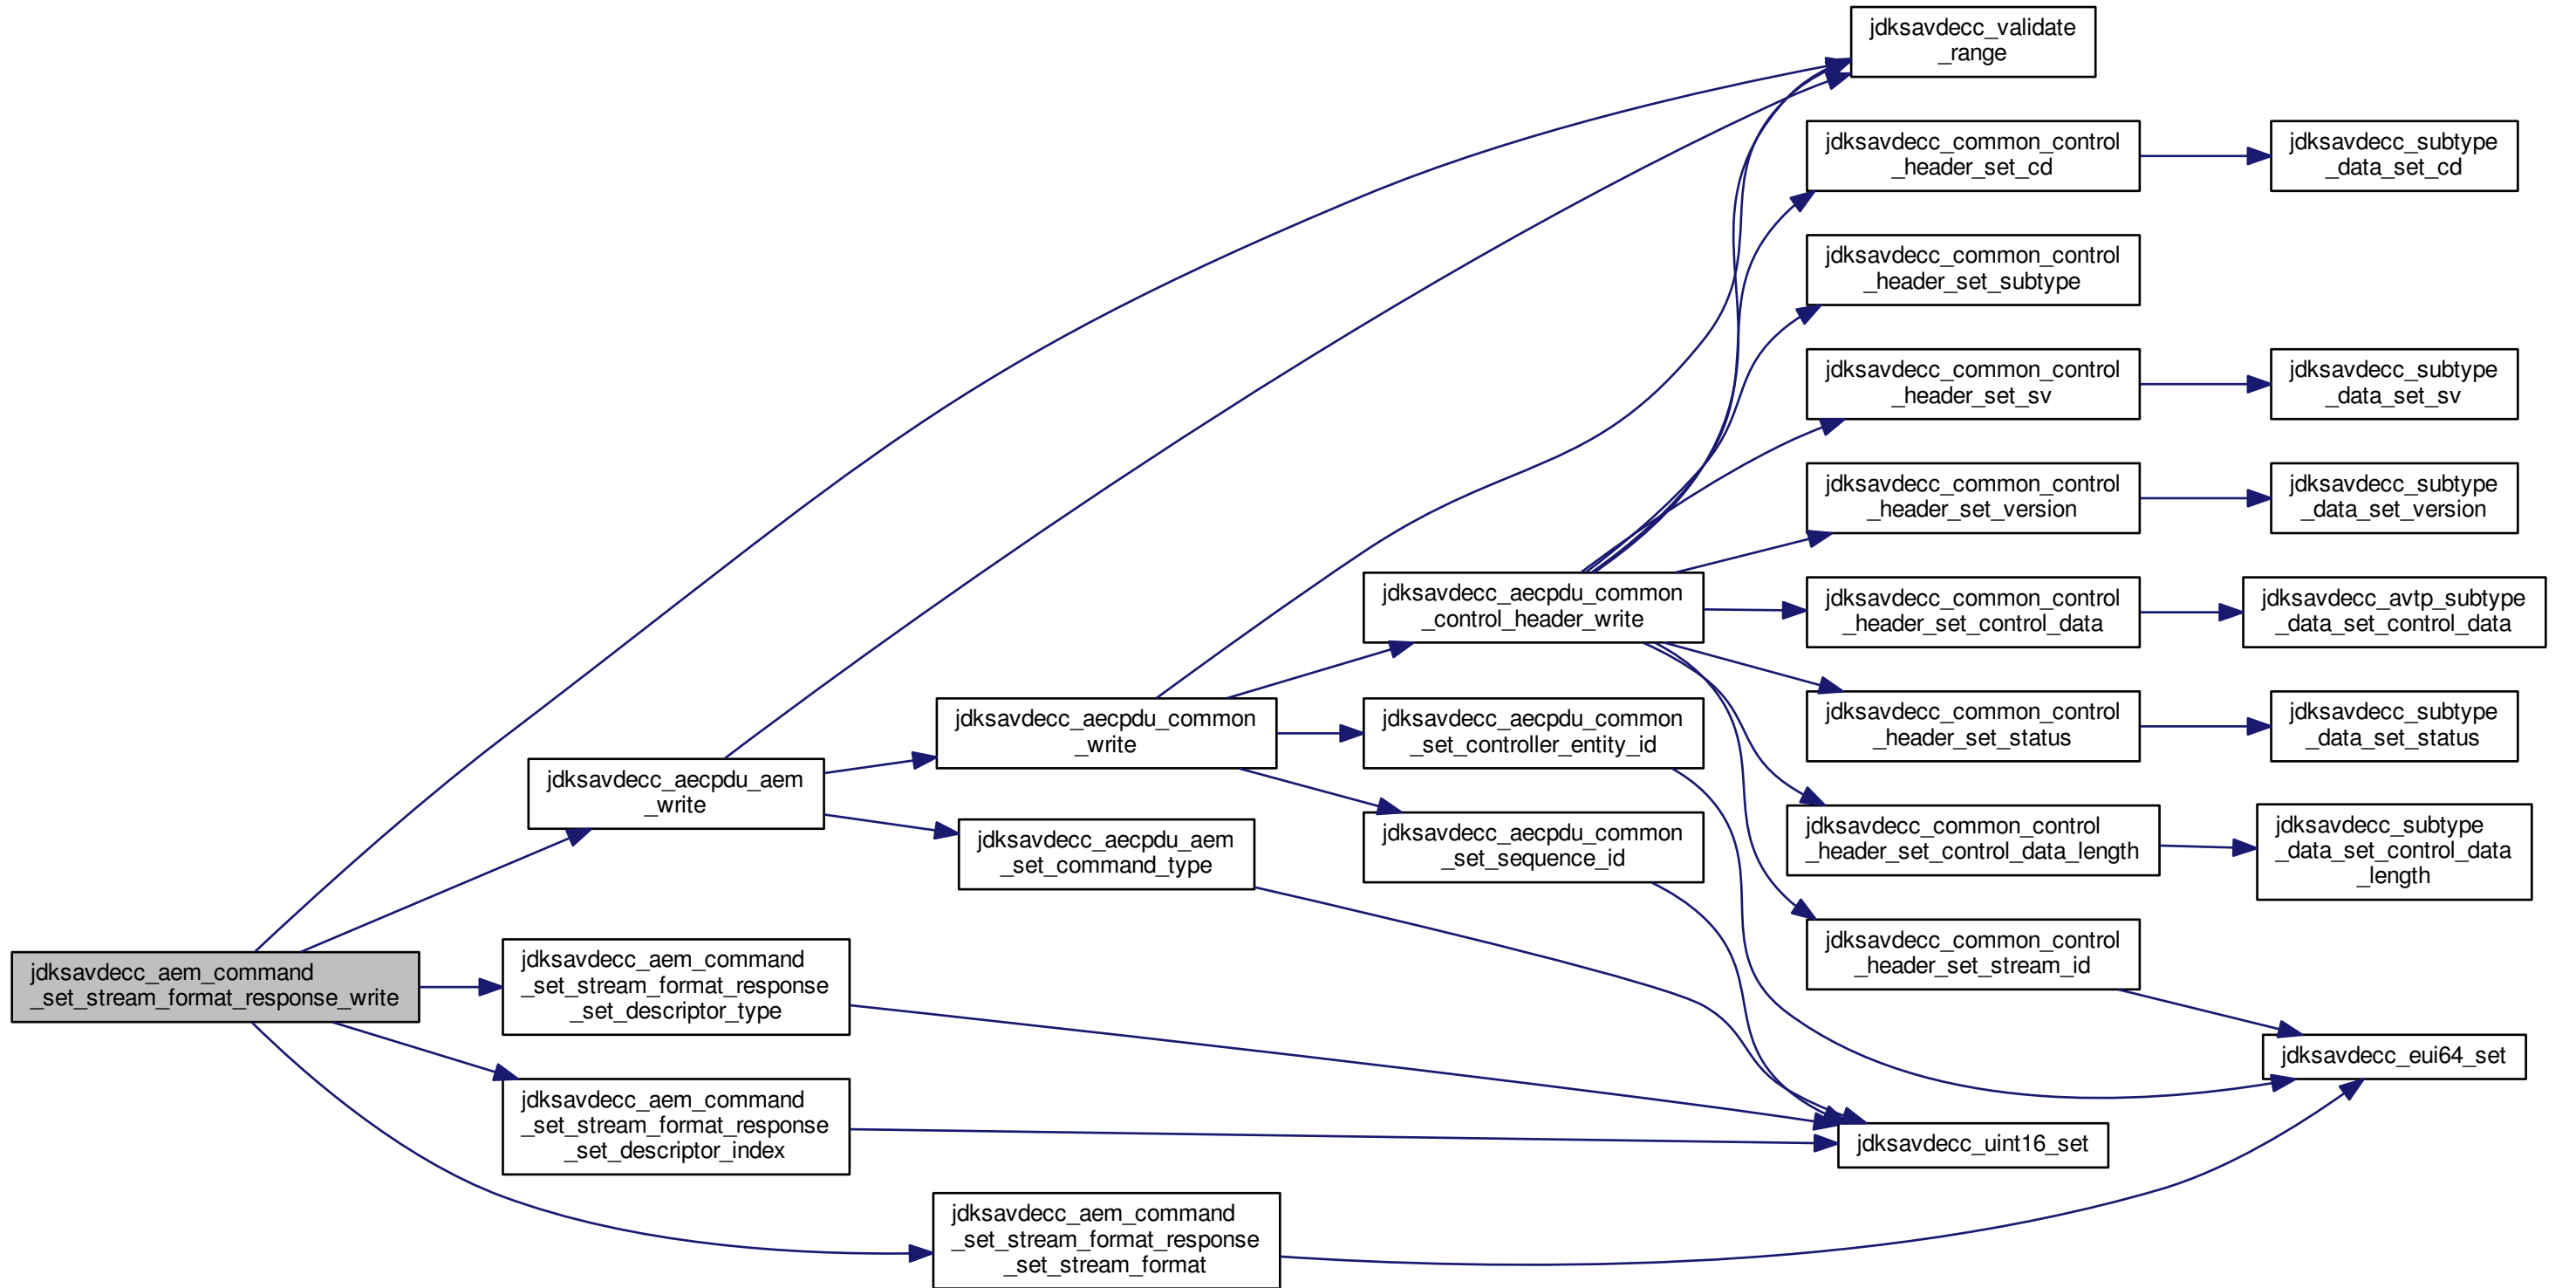 jdksavdecc_aem_command
_set_stream_format_response_write
jdksavdecc_aecpdu_aem
_write
jdksavdecc_aem_command
_set_stream_format_response
_set_descriptor_type
jdksavdecc_aem_command
_set_stream_format_response
_set_descriptor_index
jdksavdecc_aecpdu_common
_write
jdksavdecc_aecpdu_aem
_set_command_type
jdksavdecc_aem_command
_set_stream_format_response
_set_stream_format
jdksavdecc_aecpdu_common
_control_header_write
jdksavdecc_aecpdu_common
_set_controller_entity_id
jdksavdecc_aecpdu_common
_set_sequence_id
jdksavdecc_validate
_range
jdksavdecc_common_control
_header_set_cd
jdksavdecc_common_control
_header_set_subtype
jdksavdecc_common_control
_header_set_sv
jdksavdecc_common_control
_header_set_version
jdksavdecc_common_control
_header_set_control_data
jdksavdecc_common_control
_header_set_status
jdksavdecc_common_control
_header_set_control_data_length
jdksavdecc_common_control
_header_set_stream_id
jdksavdecc_uint16_set
jdksavdecc_subtype
_data_set_cd
jdksavdecc_subtype
_data_set_sv
jdksavdecc_subtype
_data_set_version
jdksavdecc_avtp_subtype
_data_set_control_data
jdksavdecc_subtype
_data_set_status
jdksavdecc_subtype
_data_set_control_data
_length
jdksavdecc_eui64_set